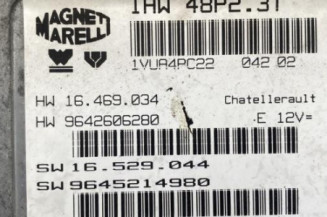 MAGNETI MARELLI
IAW 48P2.31
1VUA4PC22 042 02
HW 16.469.034 Chatellerault
HW 9642606280 E 12V=
SW 16.529.044
SW 9645214980